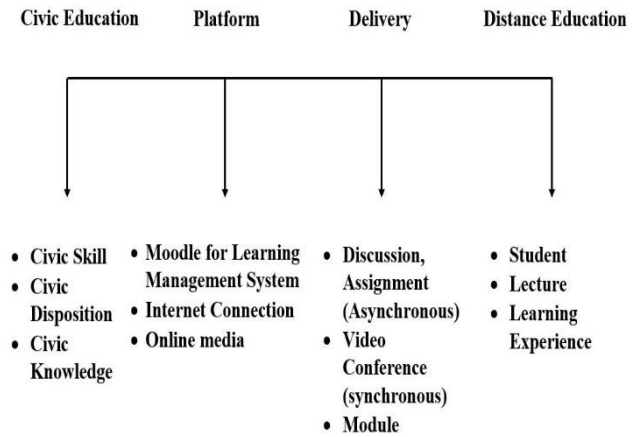 Civic Education
Platform
Delivery
Distance Education
• Civic Skill
• Civic
Disposition
• Civic
Knowledge
• Moodle for Learning
Management System
• Internet Connection
• Online media
• Discussion,
Assignment
(Asynchronous)
• Video
Conference
(synchronous)
• Module
• Student
• Lecture
• Learning
Experience